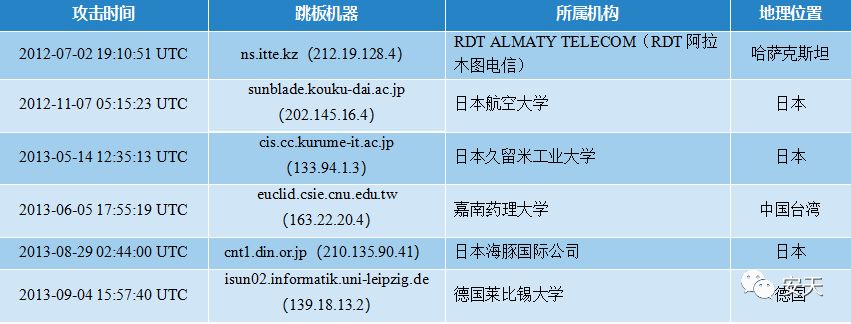 攻击时间 跳板机器 所属机构 地理位置
2012-07-02 19:10:51 UTC ns.itte.kz（212.19.128.4） RDT ALMATY TELECOM（RDT 阿拉
木图电信） 哈萨克斯坦
2012-11-07 05:15:23 UTC sunblade.kouku-dai.ac.jp
（202.145.16.4） 日本航空大学 日本
2013-05-14 12:35:13 UTC cis.cc.kurume-it.ac.jp
（133.94.1.3） 日本久留米工业大学 日本
2013-06-05 17:55:19 UTC euclid.csie.cnu.edu.tw
（163.22.20.4） 嘉南药理大学 中国台湾
2013-08-29 02:44:00 UTC cnt1.din.or.jp（210.135.90.41） 日本海豚国际公司 日本
2013-09-04 15:57:40 UTC isun02.informatik.uni-leipzig.de
（139.18.13.2） 德国莱比锡大学 德国
安天